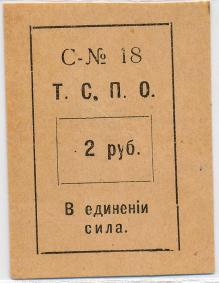 С-№ 18
Т. С. П. О.
2 руб.
В единеніи
сила.